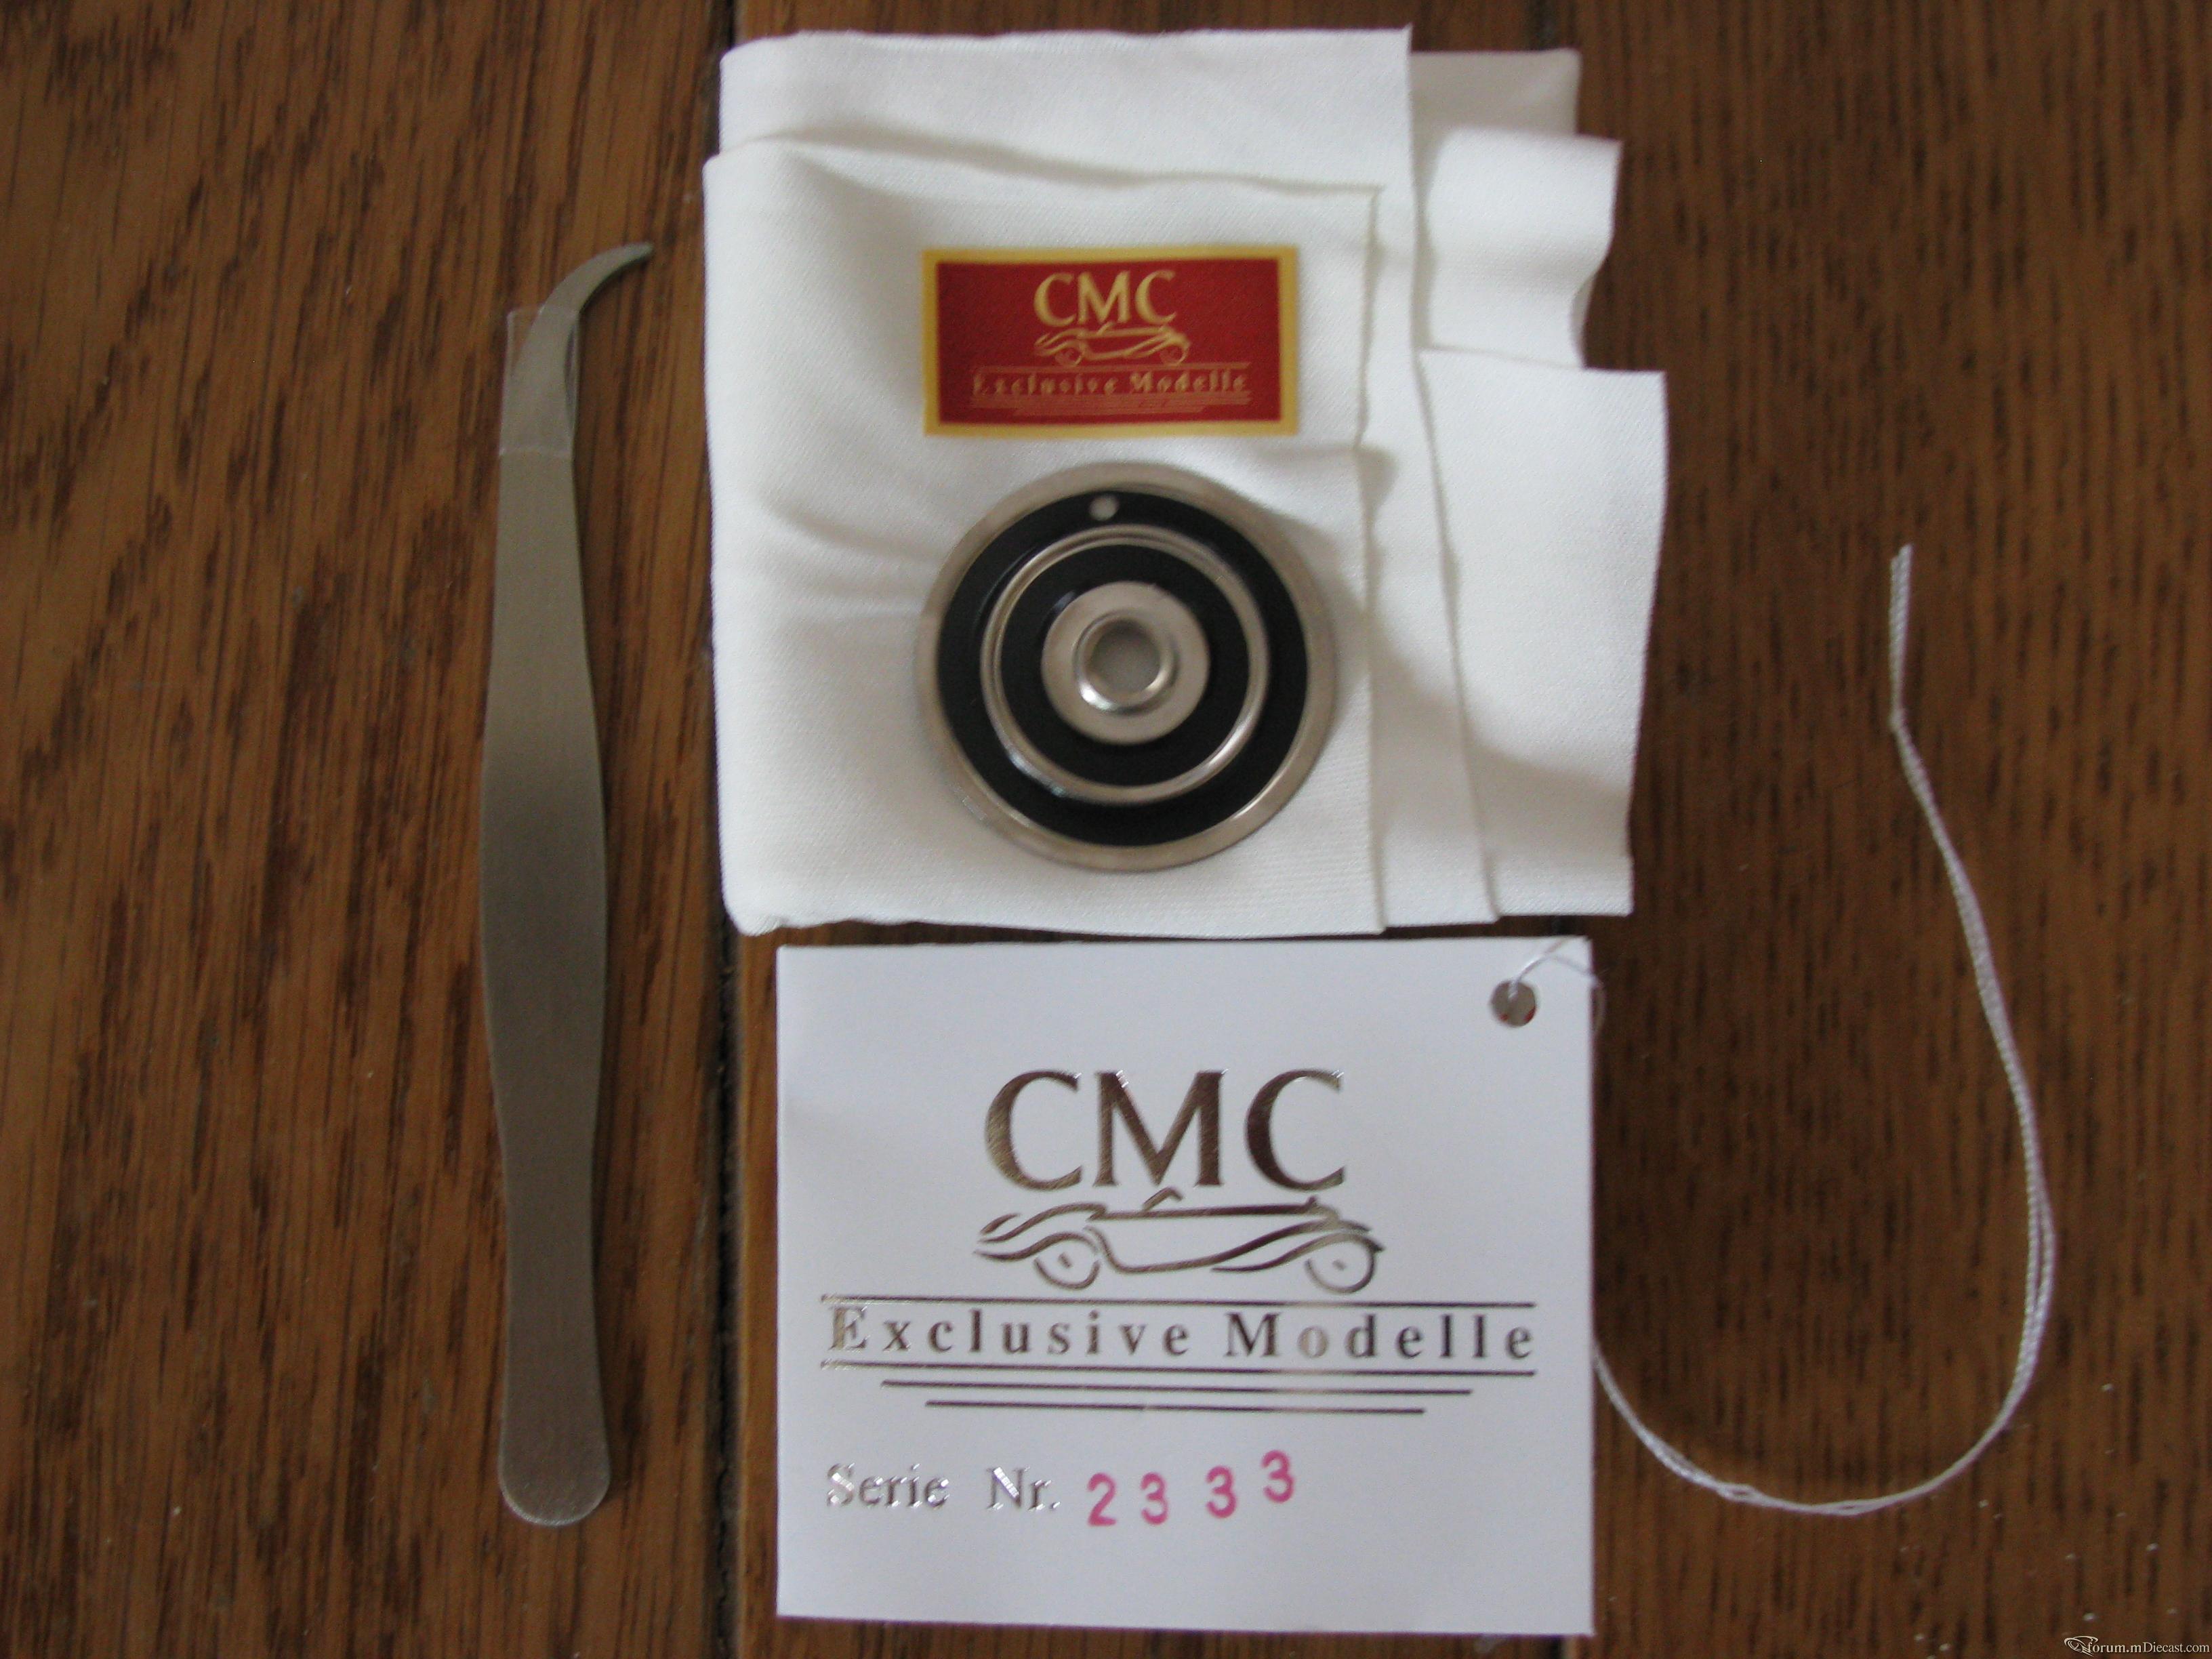 CMC
Exclusive Modelle
CMC
Exclusive Modelle
Serie Nr. 2333
forum.mDiecast.com